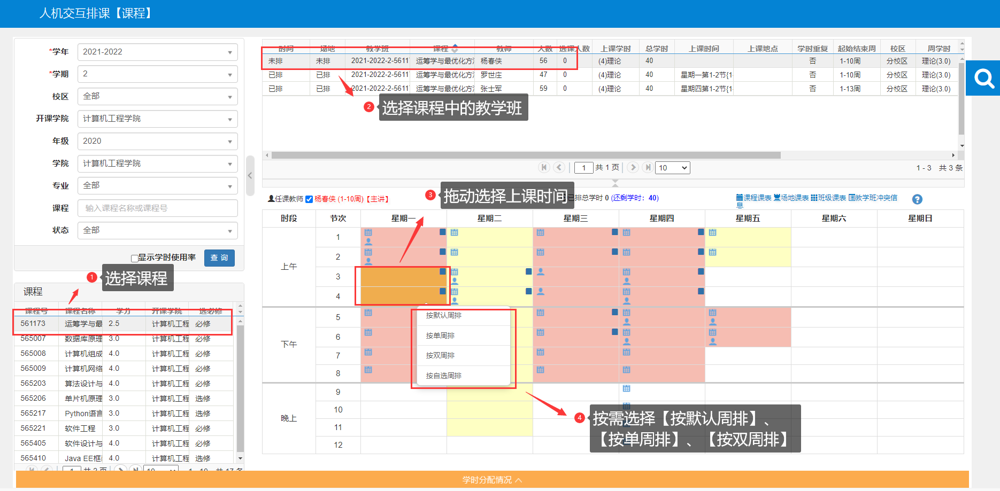 人机交互排课【课程】
*学年 2021-2022
*学期 2
校区 全部
开课学院 计算机工程学院
年级 2020
学院 计算机工程学院
专业 全部
课程 输入课程名称或课程号
状态 全部
显示学时使用率 查 询
1 选择课程
课程
课程号 课程名称 学分 开课学院 选必修
561173 运筹学与最 2.5 计算机工程 必修
565007 数据库原理 3.0 计算机工程 必修
565008 计算机组成 4.0 计算机工程 必修
565009 计算机网络 4.0 计算机工程 必修
565203 算法设计与 4.0 计算机工程 必修
565206 单片机原理 3.0 计算机工程 选修
565217 Python语言 3.0 计算机工程 选修
565221 软件工程 3.0 计算机工程 必修
565405 软件设计与 4.0 计算机工程 必修
565410 Java EE框架 4.0 计算机工程 选修
1 共 2 页 10 1 - 10 共 17 条
时间 场地 教学班 课程 教师 人数 选课人数 上课学时 总学时 上课时间 上课地点 学时重复 起始结束周 校区 周学时
未排 未排 2021-2022-2-5611 运筹学与最优化方 杨春侠 56 0 (4)理论 40 否 1-10周 分校区 理论(3.0)
已排 已排 2021-2022-2-5611 运筹学与最优化方 罗世庄 47 0 (4)理论 40 星期一第1-2节{1- 否 1-10周 分校区 理论(3.0)
已排 已排 2021-2022-2-5611 运筹学与最优化方 张士军 59 0 (4)理论 40 星期四第1-2节{1- 否 1-13周 分校区 理论(3.0)
2 选择课程中的教学班
1 共 1 页 10 1 - 3 共 3 条
任课教师 杨春侠 (1-10周)【主讲】
3 拖动选择上课时间
已排总学时 0 (还剩学时：40)
课程课表 场地课表 班级课表 教学班冲突信
息
时段 节次 星期一 星期二 星期三 星期四 星期五 星期六 星期日
上午
1
2
3
4
下午
5
6
7
8
按默认周排
按单周排
按双周排
按自选周排
晚上
9
10
11
12
4 按需选择【按默认周排】、
【按单周排】、【按双周排】
学时分配情况